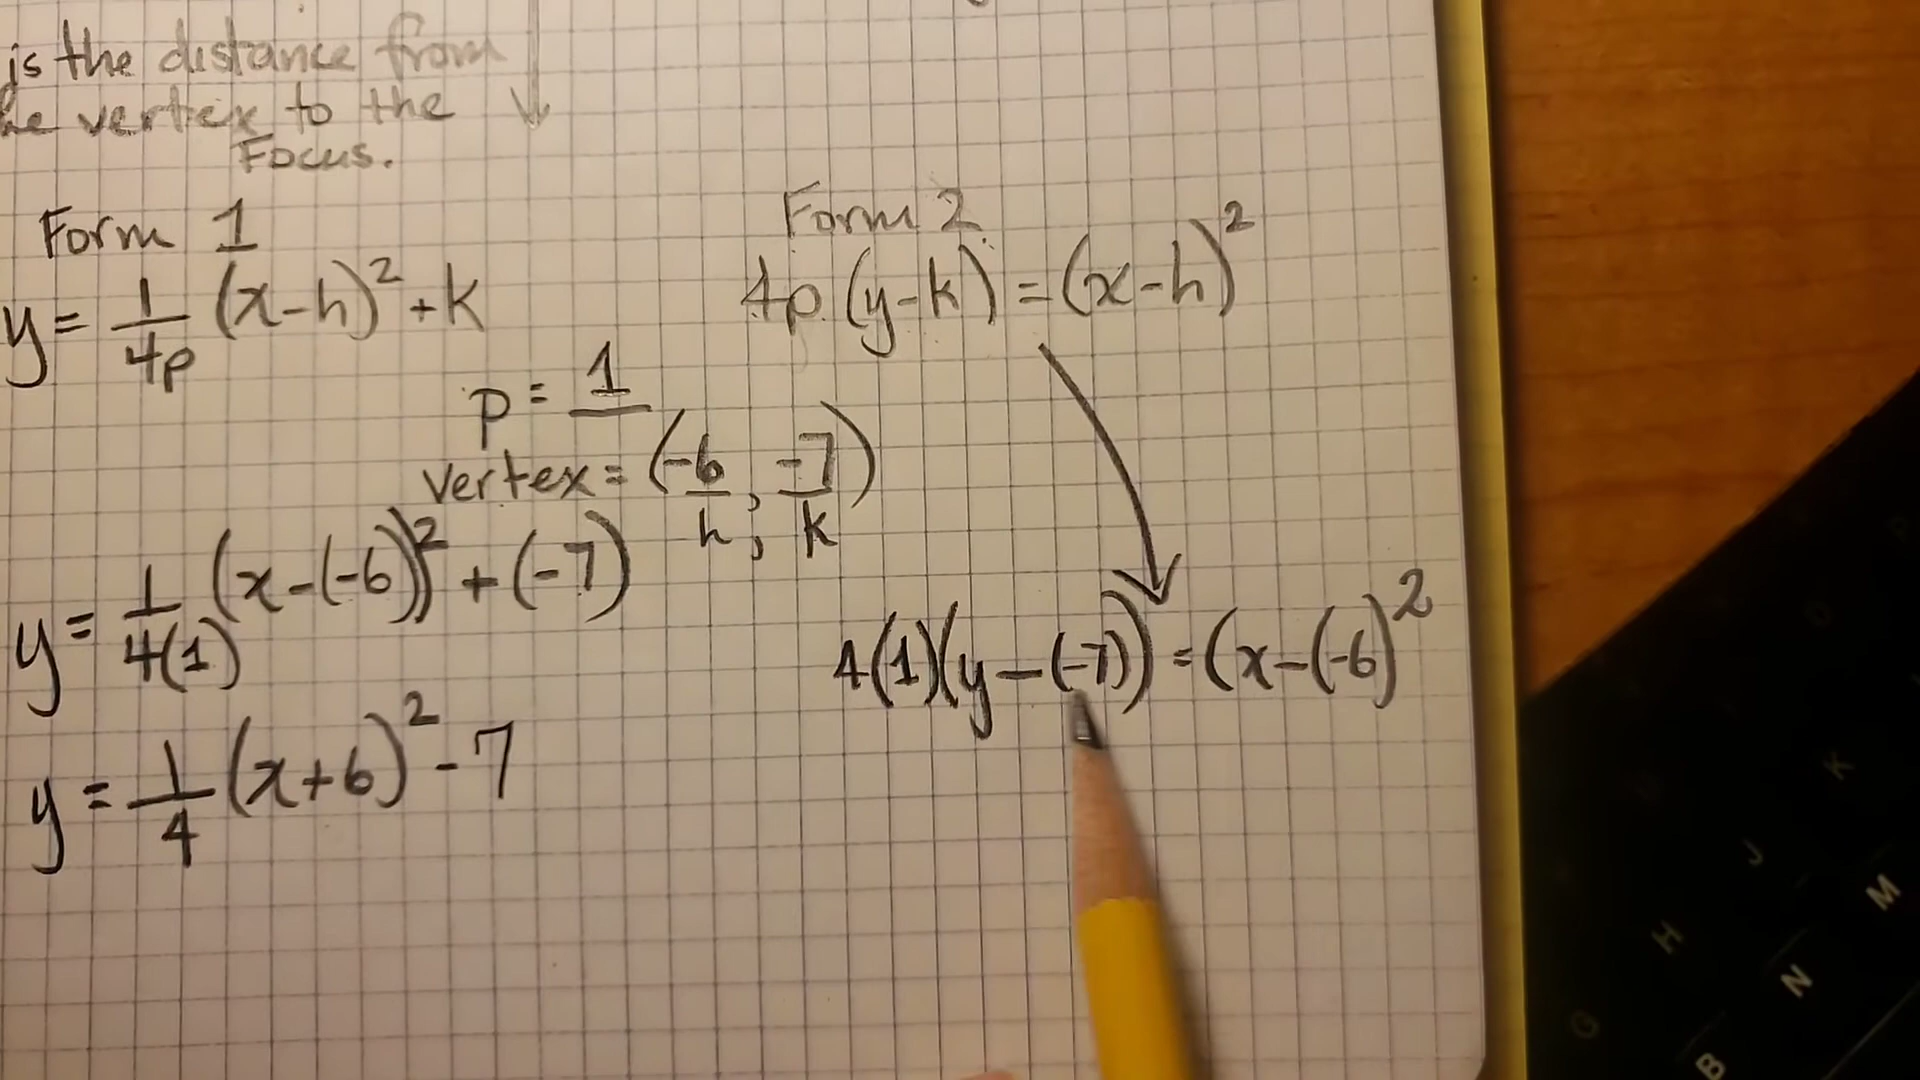 is the distance from
vertex to the
Focus.
Form 1
y = 1/4p (x-h)² + k
Form 2
4p (y-k) = (x-h)²
p = 1
vertex = (-6, -7)
h, k
y = 1/4(1) (x-(-6))² + (-7)
4(1)(y-(-7)) = (x-(-6)²
y = 1/4 (x+6)² - 7
K
J
M
H
N
G
B